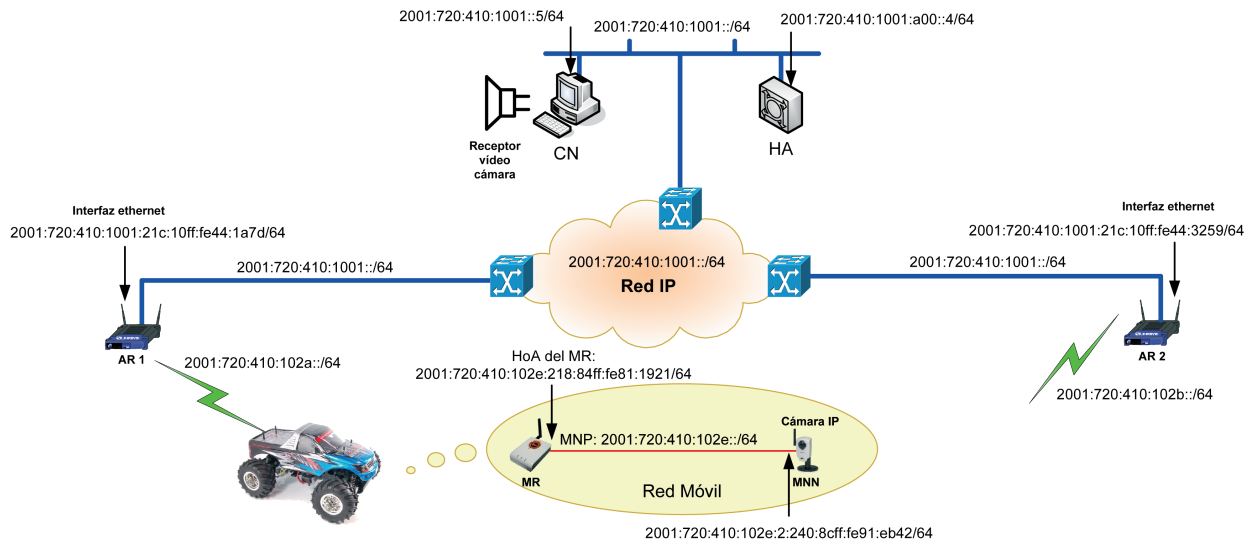 2001:720:410:1001::5/64
2001:720:410:1001::/64
2001:720:410:1001:a00::4/64
Receptor
vídeo
cámara
CN
HA
Interfaz ethernet
2001:720:410:1001:21c:10ff:fe44:1a7d/64
Interfaz ethernet
2001:720:410:1001:21c:10ff:fe44:3259/64
2001:720:410:1001::/64
2001:720:410:1001::/64
Red IP
2001:720:410:1001::/64
AR 1
2001:720:410:102a::/64
AR 2
2001:720:410:102b::/64
HoA del MR:
2001:720:410:102e:218:84ff:fe81:1921/64
MNP: 2001:720:410:102e::/64
Cámara IP
MR
MNN
Red Móvil
2001:720:410:102e:2:240:8cff:fe91:eb42/64